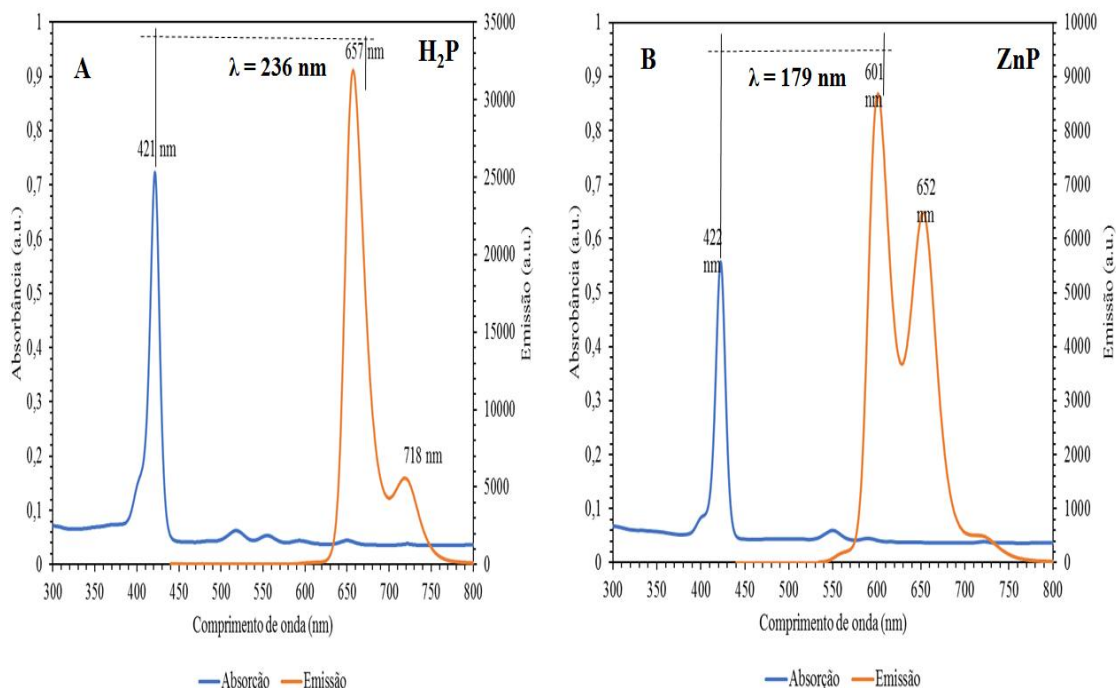 A
H₂P
λ = 236 nm
421 nm
657 nm
718 nm
1
0,9
0,8
0,7
0,6
0,5
0,4
0,3
0,2
0,1
0
Absorbância (a.u.)
35000
30000
25000
20000
15000
10000
5000
0
Emissão (a.u.)
300 350 400 450 500 550 600 650 700 750 800
Comprimento de onda (nm)
Absorção Emissão
B
ZnP
λ = 179 nm
422
nm
601
nm
652
nm
1
0,9
0,8
0,7
0,6
0,5
0,4
0,3
0,2
0,1
0
Absrobância (a.u.)
10000
9000
8000
7000
6000
5000
4000
3000
2000
1000
0
Emissão (a.u.)
300 350 400 450 500 550 600 650 700 750 800
Comprimento de onda (nm)
Absorção Emissão